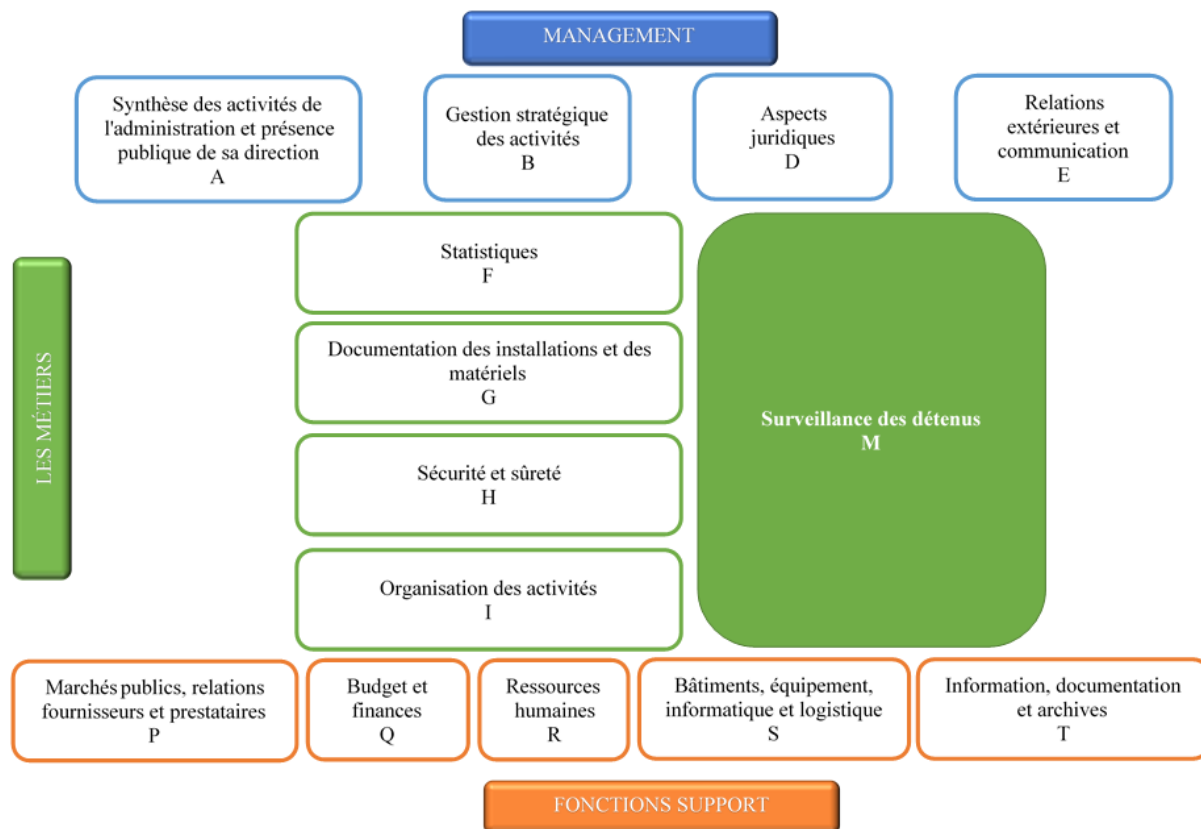 MANAGEMENT
Synthèse des activités de
l'administration et présence
publique de sa direction
A
Gestion stratégique
des activités
B
Aspects
juridiques
D
Relations
extérieures et
communication
E
LES MÉTIERS
Statistiques
F
Documentation des installations et des
matériels
G
Sécurité et sûreté
H
Organisation des activités
I
Surveillance des détenus
M
Marchés publics, relations
fournisseurs et prestataires
P
Budget et
finances
Q
Ressources
humaines
R
Bâtiments, équipement,
informatique et logistique
S
Information, documentation
et archives
T
FONCTIONS SUPPORT